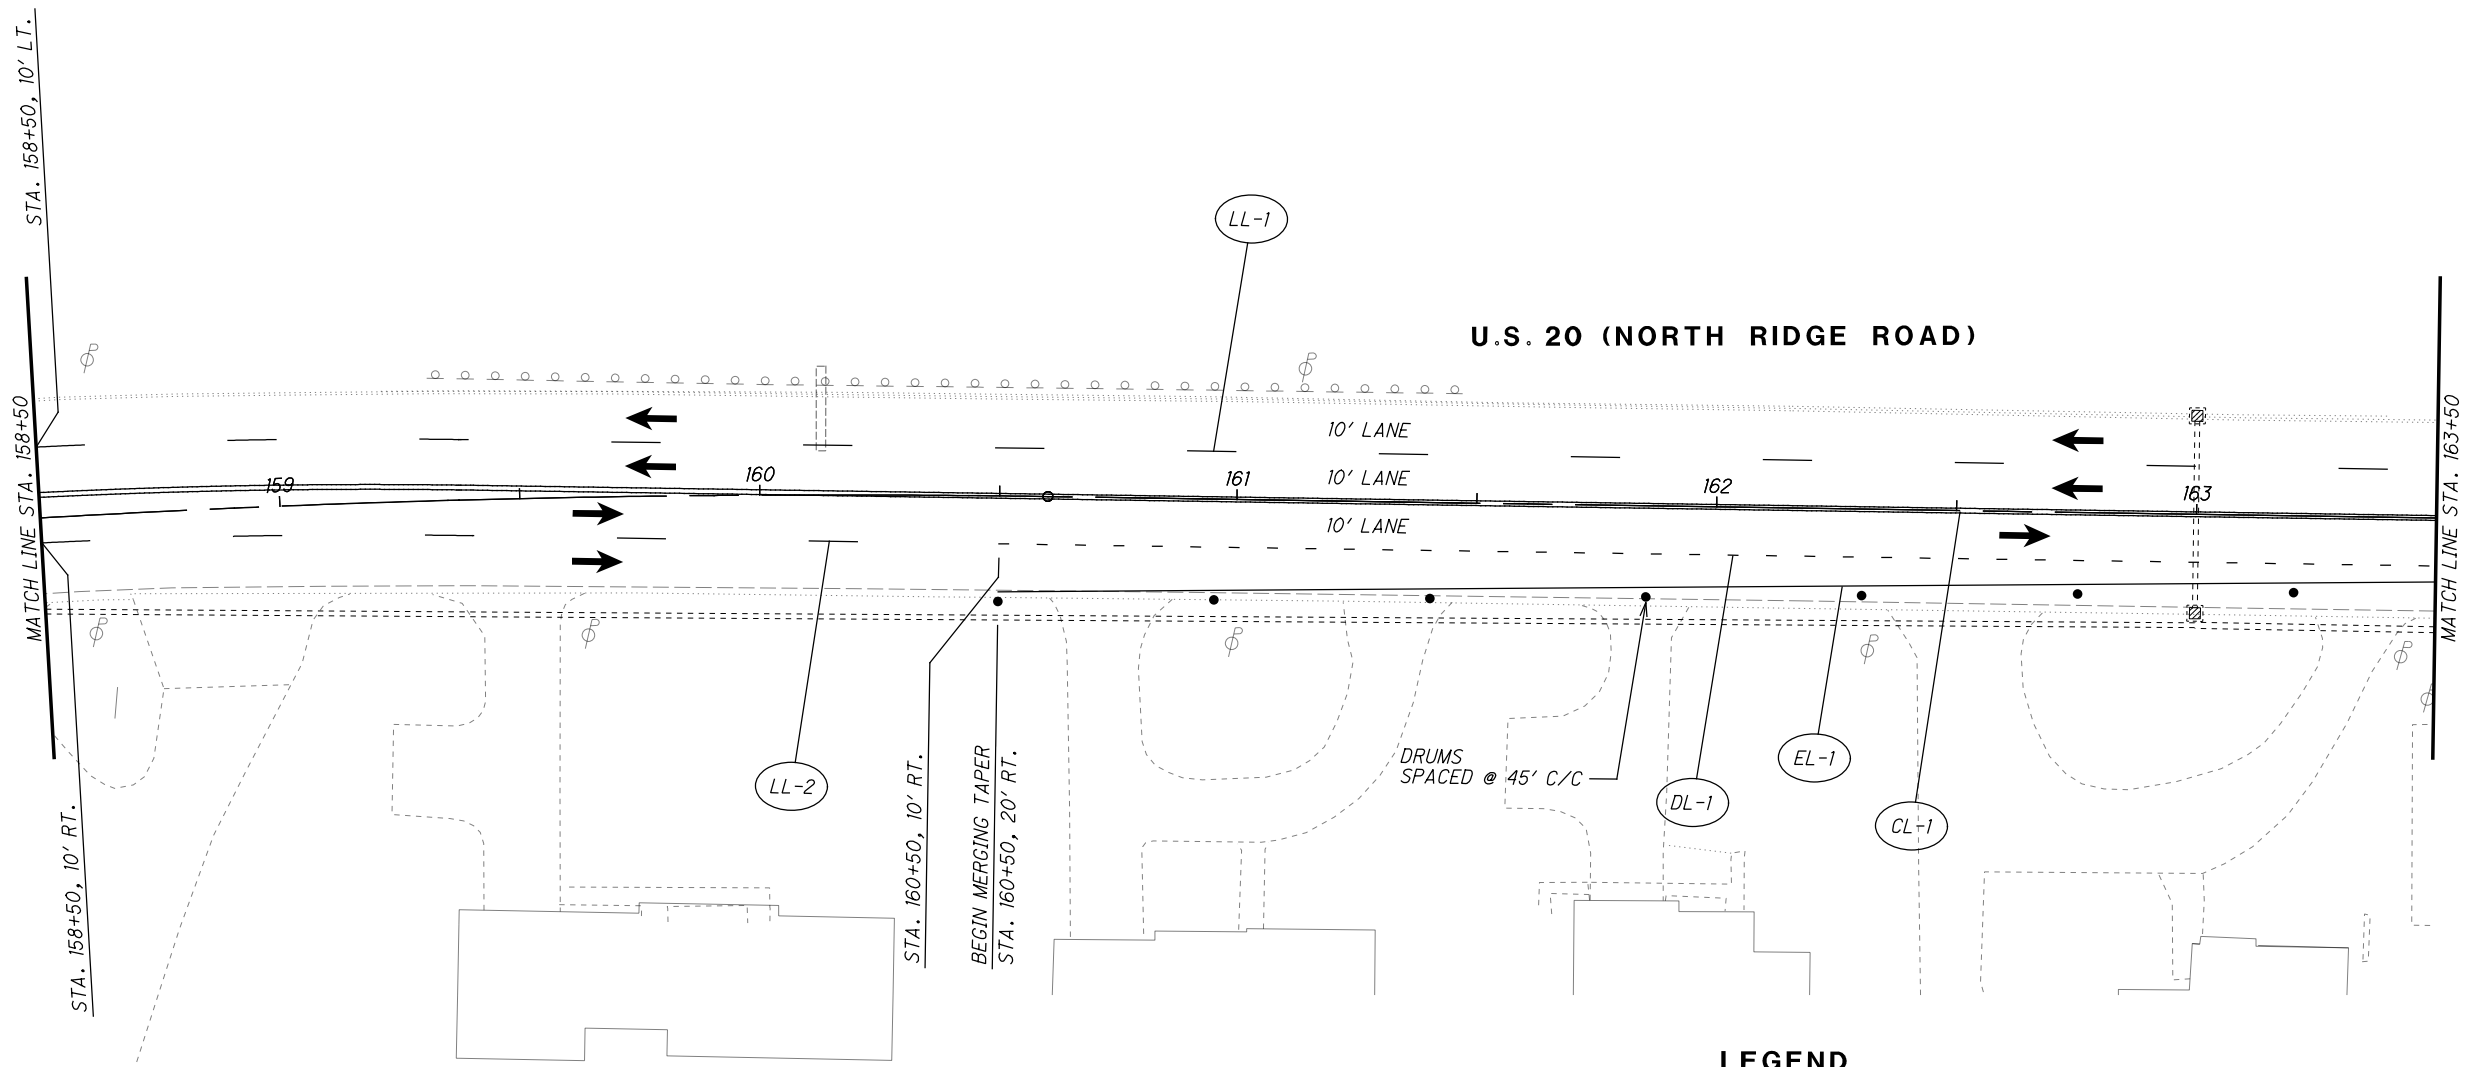 STA. 158+50, 10' LT.
LL-1
U.S. 20 (NORTH RIDGE ROAD)
MATCH LINE STA. 158+50
MATCH LINE STA. 163+50
10' LANE
10' LANE
10' LANE
159
160
161
162
163
LL-2
DRUMS
SPACED @ 45' C/C
DL-1
EL-1
CL-1
STA. 158+50, 10' RT.
STA. 160+50, 10' RT.
BEGIN MERGING TAPER
STA. 160+50, 20' RT.
LEGEND